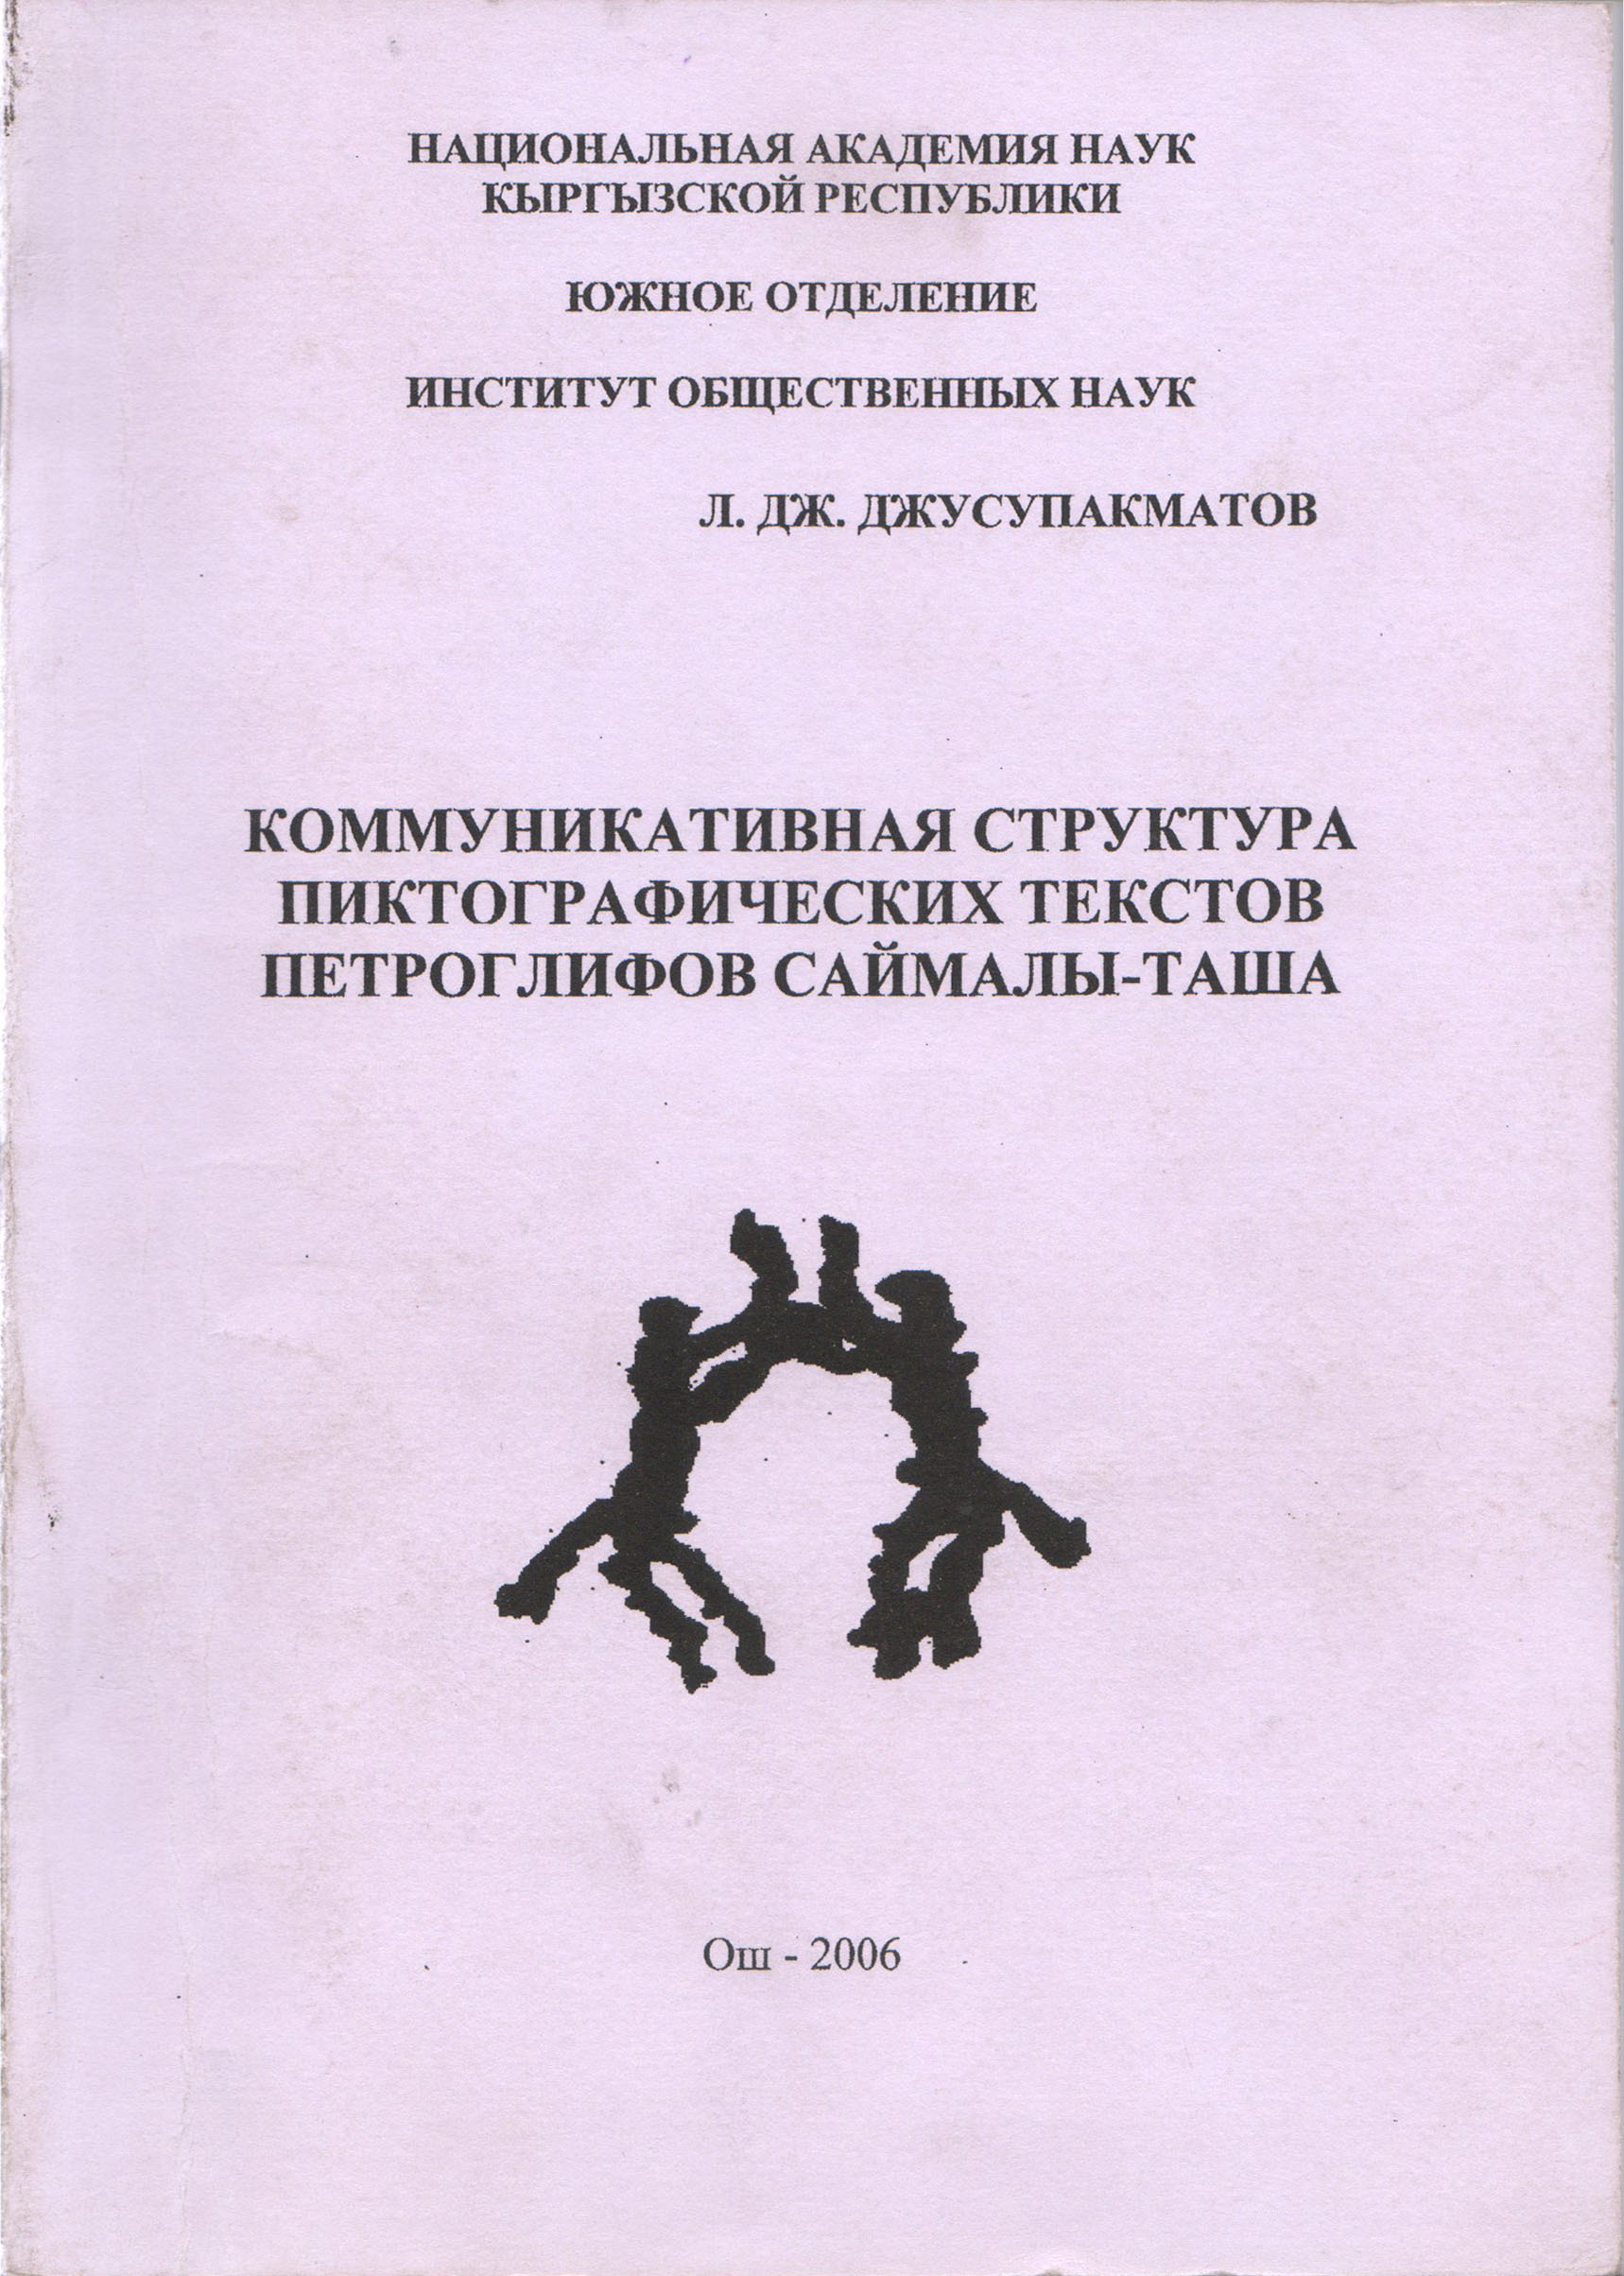 НАЦИОНАЛЬНАЯ АКАДЕМИЯ НАУК
КЫРГЫЗСКОЙ РЕСПУБЛИКИ
ЮЖНОЕ ОТДЕЛЕНИЕ
ИНСТИТУТ ОБЩЕСТВЕННЫХ НАУК
Л. ДЖ. ДЖУСУПАКМАТОВ
КОММУНИКАТИВНАЯ СТРУКТУРА
ПИКТОГРАФИЧЕСКИХ ТЕКСТОВ
ПЕТРОГЛИФОВ САЙМАЛЫ-ТАША
Ош - 2006